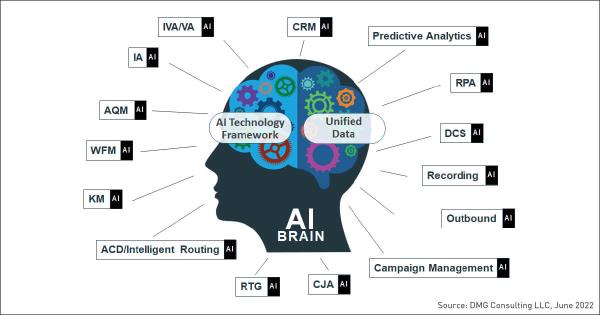 IVA/VA AI
CRM AI
Predictive Analytics AI
IA AI
RPA AI
AQM AI
AI Technology
Framework
Unified
Data
DCS AI
WFM AI
Recording AI
KM AI
Outbound AI
AI
BRAIN
ACD/Intelligent Routing AI
Campaign Management AI
RTG AI
CJA AI
Source: DMG Consulting LLC, June 2022